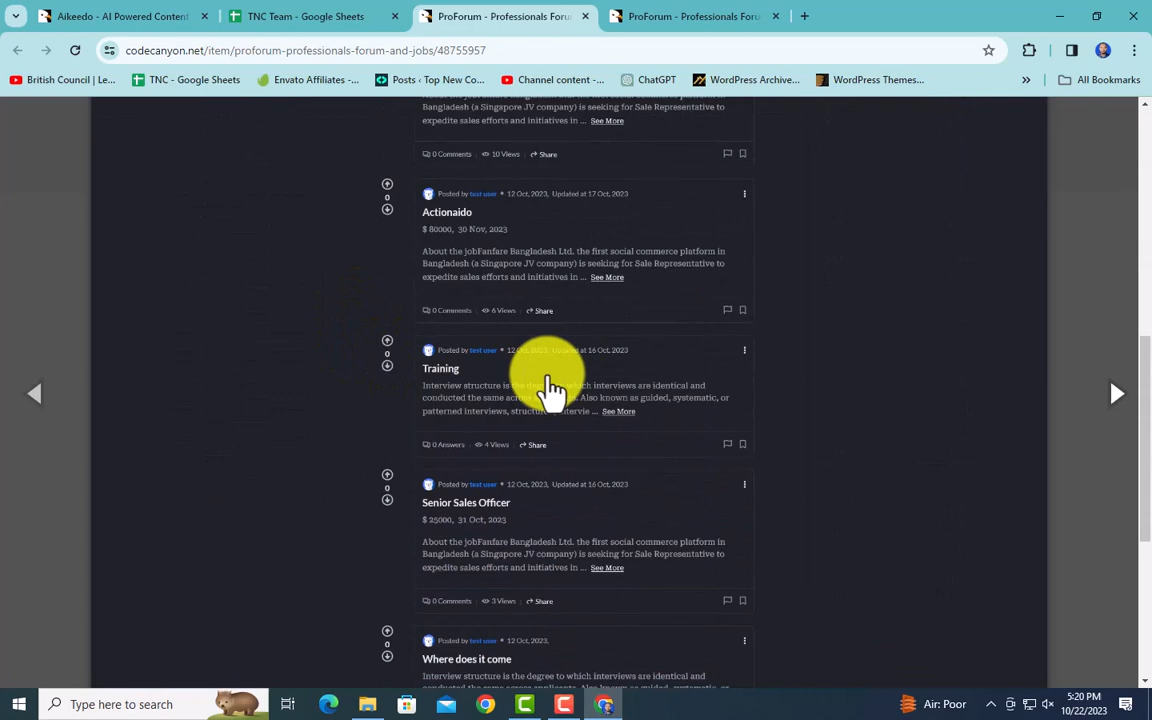 Akeedo - AI Powered Content
TNC Team - Google Sheets
ProForum - Professionals Forum
ProForum - Professionals Forum
codecanyon.net/item/proforum-professionals-forum-and-jobs/48755957
British Council | Le...
TNC - Google Sheets
Envato Affiliates -...
Posts ‹ Top New Co...
Channel content -...
ChatGPT
WordPress Archive...
WordPress Themes...
All Bookmarks
Bangladesh (a Singapore JV company) is seeking for Sale Representative to
expedite sales efforts and initiatives in ... See More
0 Comments 10 Views Share
Posted by test user • 12 Oct, 2023, Updated at 17 Oct, 2023
0
Actionaido
$ 80000, 30 Nov, 2023
About the jobFanfare Bangladesh Ltd. the first social commerce platform in
Bangladesh (a Singapore JV company) is seeking for Sale Representative to
expedite sales efforts and initiatives in ... See More
0 Comments 6 Views Share
Posted by test user • 12 Oct, 2023, Updated at 16 Oct, 2023
0
Training
Interview structure is the degree to which interviews are identical and
conducted the same across Also known as guided, systematic, or
patterned interviews, structured intervie ... See More
0 Answers 4 Views Share
Posted by test user • 12 Oct, 2023, Updated at 16 Oct, 2023
0
Senior Sales Officer
$ 25000, 31 Oct, 2023
About the jobFanfare Bangladesh Ltd. the first social commerce platform in
Bangladesh (a Singapore JV company) is seeking for Sale Representative to
expedite sales efforts and initiatives in ... See More
0 Comments 3 Views Share
Posted by test user • 12 Oct, 2023,
0
Where does it come
Interview structure is the degree to which interviews are identical and
Type here to search
Air: Poor
5:20 PM
10/22/2023